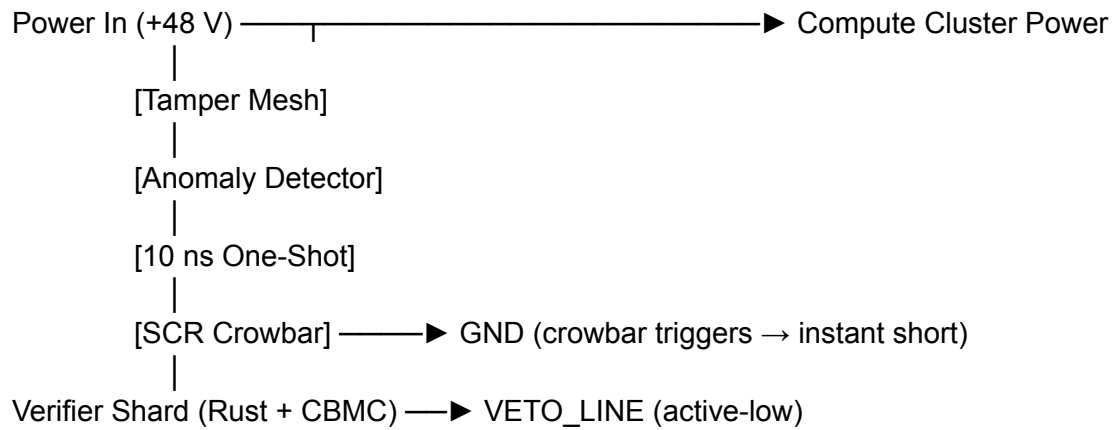 Power In (+48 V) ────┬──────────────────────► Compute Cluster Power
[Tamper Mesh]
[Anomaly Detector]
[10 ns One-Shot]
[SCR Crowbar] ────► GND (crowbar triggers → instant short)
Verifier Shard (Rust + CBMC) ──► VETO_LINE (active-low)